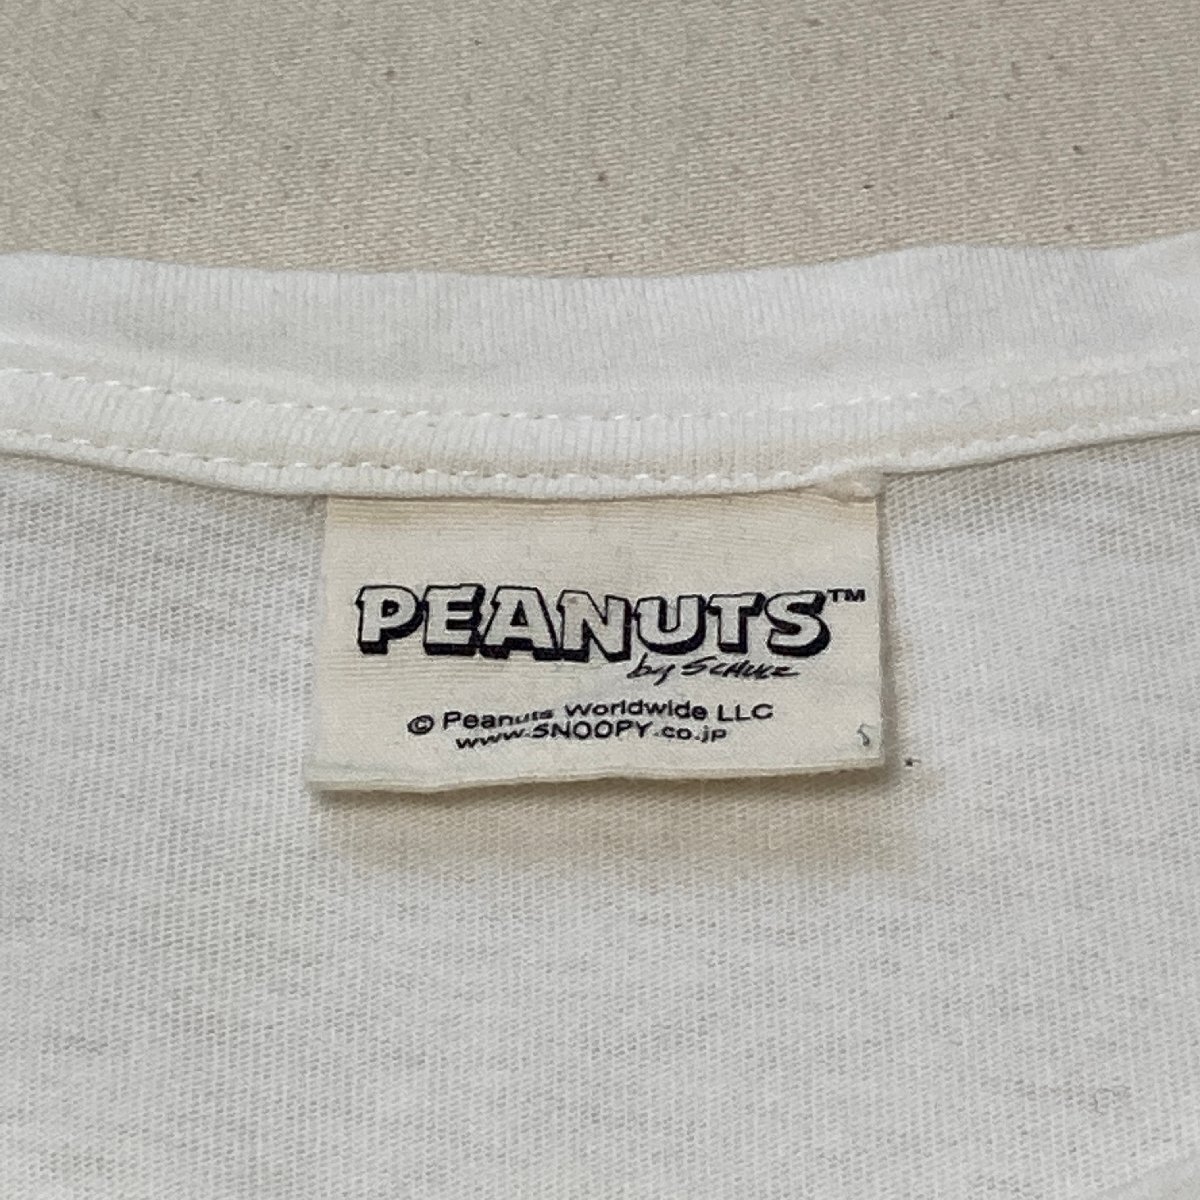 PEANUTS™
by SCHULZ
© Peanuts Worldwide LLC
www.SNOOPY.co.jp